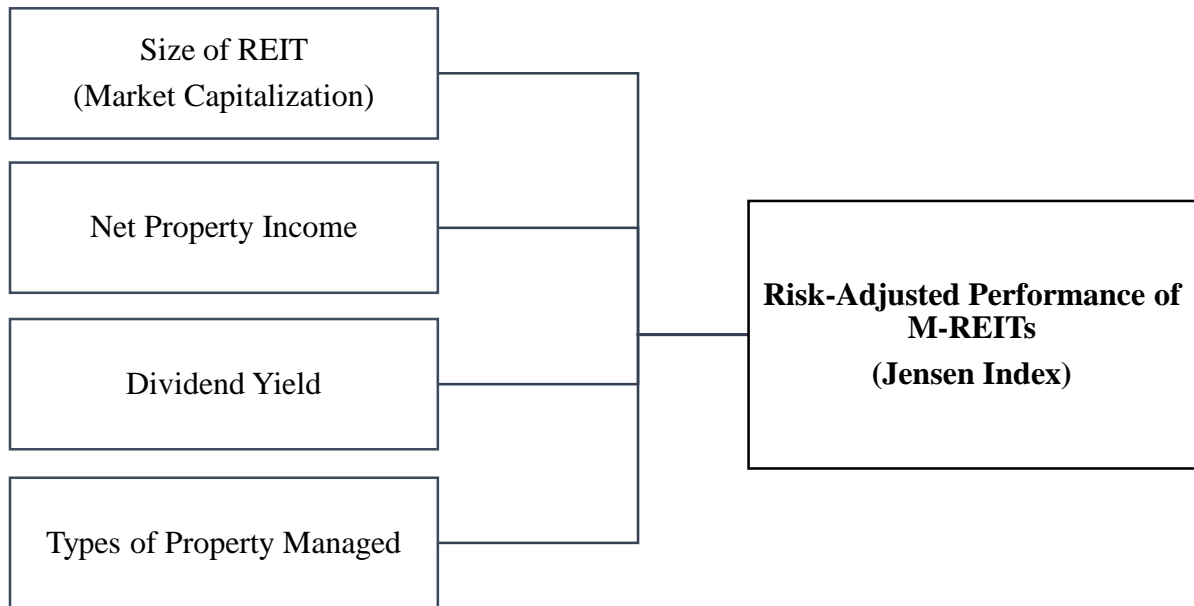 Size of REIT
(Market Capitalization)
Net Property Income
Dividend Yield
Types of Property Managed
Risk-Adjusted Performance of
M-REITs
(Jensen Index)